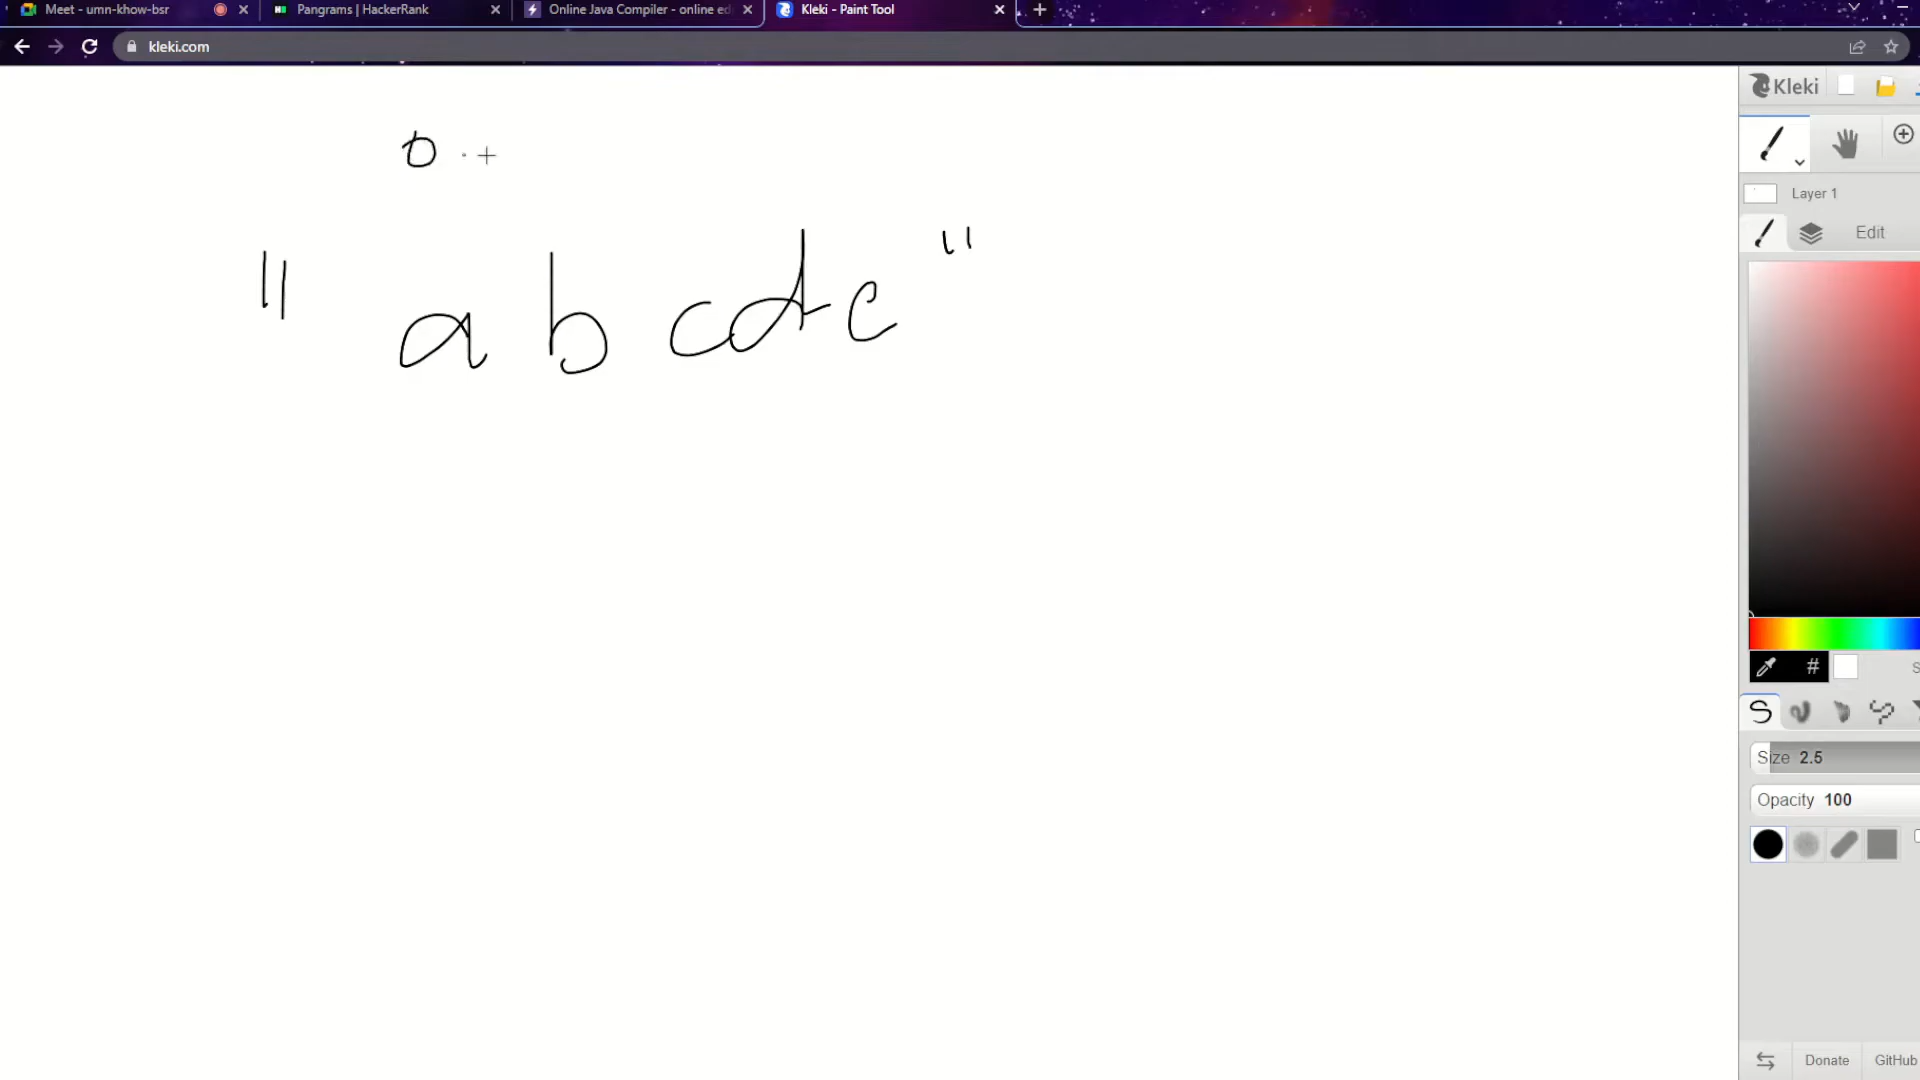 Meet - umn-khow-bsr
Pangrams | HackerRank
Online Java Compiler - online ed
Kleki - Paint Tool
kleki.com
Kleki
0
" a b c d e "
Layer 1
Edit
#
S
Size 2.5
Opacity 100
Donate
GitHub